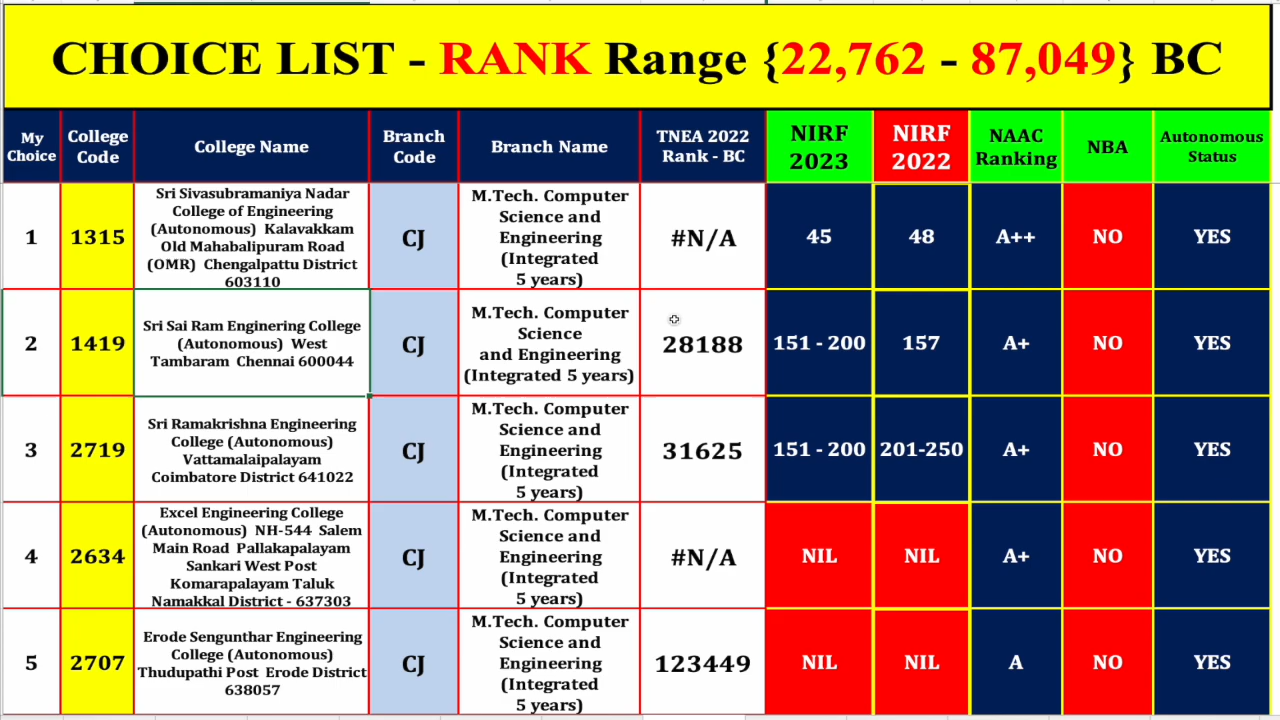 CHOICE LIST - RANK Range {22,762 - 87,049} BC
My
Choice
College
Code
College Name
Branch
Code
Branch Name
TNEA 2022
Rank - BC
NIRF
2023
NIRF
2022
NAAC
Ranking
NBA
Autonomous
Status
1
1315
Sri Sivasubramaniya Nadar
College of Engineering
(Autonomous) Kalavakkam
Old Mahabalipuram Road
(OMR) Chengalpattu District
603110
CJ
M.Tech. Computer
Science and
Engineering
(Integrated
5 years)
#N/A
45
48
A++
NO
YES
2
1419
Sri Sai Ram Enginering College
(Autonomous) West
Tambaram Chennai 600044
CJ
M.Tech. Computer
Science
and Engineering
(Integrated 5 years)
28188
151 - 200
157
A+
NO
YES
3
2719
Sri Ramakrishna Engineering
College (Autonomous)
Vattamalaipalayam
Coimbatore District 641022
CJ
M.Tech. Computer
Science and
Engineering
(Integrated
5 years)
31625
151 - 200
201-250
A+
NO
YES
4
2634
Excel Engineering College
(Autonomous) NH-544 Salem
Main Road Pallakapalayam
Sankari West Post
Komarapalayam Taluk
Namakkal District - 637303
CJ
M.Tech. Computer
Science and
Engineering
(Integrated
5 years)
#N/A
NIL
NIL
A+
NO
YES
5
2707
Erode Sengunthar Engineering
College (Autonomous)
Thudupathi Post Erode District
638057
CJ
M.Tech. Computer
Science and
Engineering
(Integrated
5 years)
123449
NIL
NIL
A
NO
YES